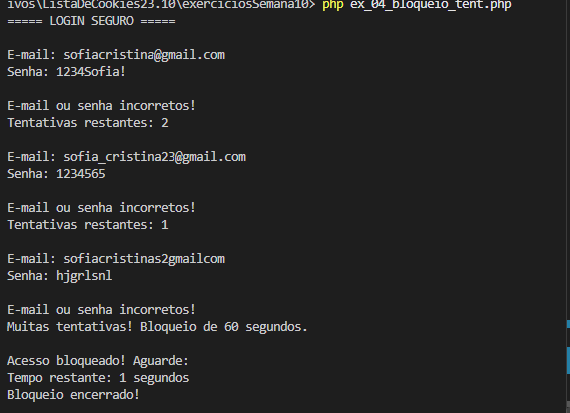 ivos\ListaDeCookies23.10\exerciciosSemana10> php ex_04_bloqueio_tent.php
===== LOGIN SEGURO =====
E-mail: sofiacristina@gmail.com
Senha: 1234Sofia!
E-mail ou senha incorretos!
Tentativas restantes: 2
E-mail: sofia_cristina23@gmail.com
Senha: 1234565
E-mail ou senha incorretos!
Tentativas restantes: 1
E-mail: sofiacristinas2gmailcom
Senha: hjgrlsnl
E-mail ou senha incorretos!
Muitas tentativas! Bloqueio de 60 segundos.
Acesso bloqueado! Aguarde:
Tempo restante: 1 segundos
Bloqueio encerrado!